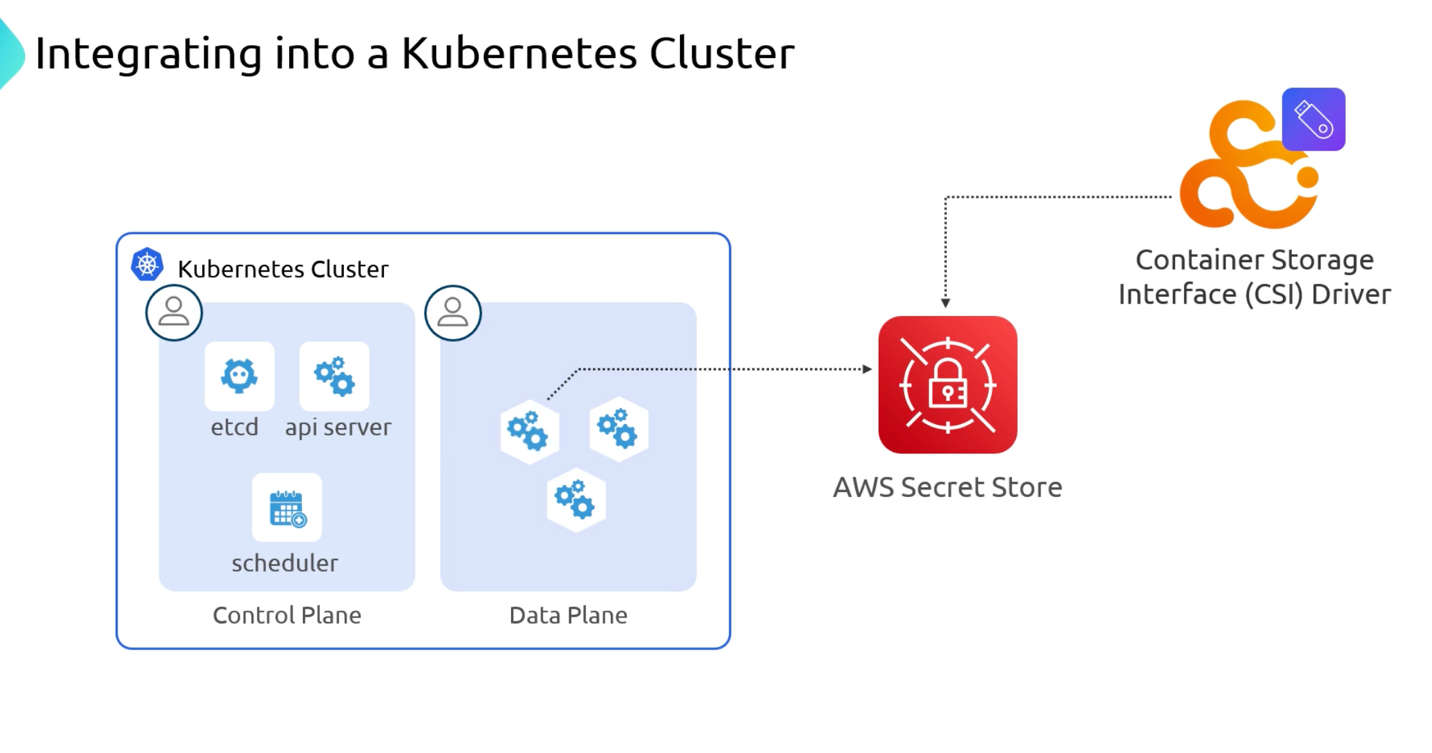 Integrating into a Kubernetes Cluster
Container Storage
Interface (CSI) Driver
Kubernetes Cluster
etcd
api server
scheduler
Control Plane
Data Plane
AWS Secret Store